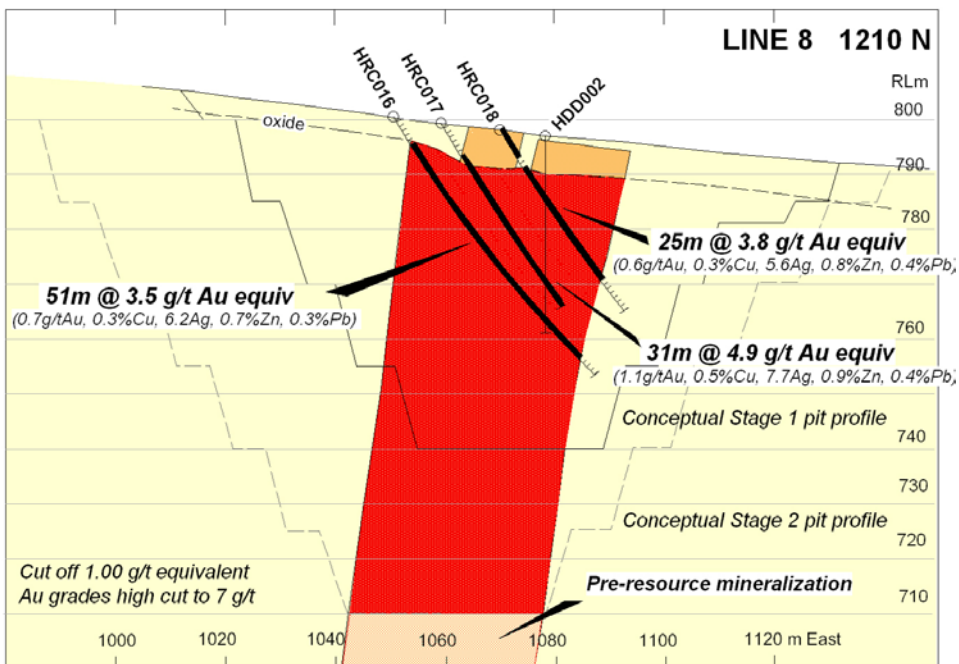 LINE 8 1210 N
RLm
HRC016
HRC017
HRC018
HDD002
800
oxide
790
780
25m @ 3.8 g/t Au equiv
(0.6g/tAu, 0.3%Cu, 5.6Ag, 0.8%Zn, 0.4%Pb)
770
51m @ 3.5 g/t Au equiv
(0.7g/tAu, 0.3%Cu, 6.2Ag, 0.7%Zn, 0.3%Pb)
760
31m @ 4.9 g/t Au equiv
(1.1g/tAu, 0.5%Cu, 7.7Ag, 0.9%Zn, 0.4%Pb)
Conceptual Stage 1 pit profile
740
730
Conceptual Stage 2 pit profile
720
Cut off 1.00 g/t equivalent
Au grades high cut to 7 g/t
Pre-resource mineralization
710
1000 1020 1040 1060 1080 1100 1120 m East